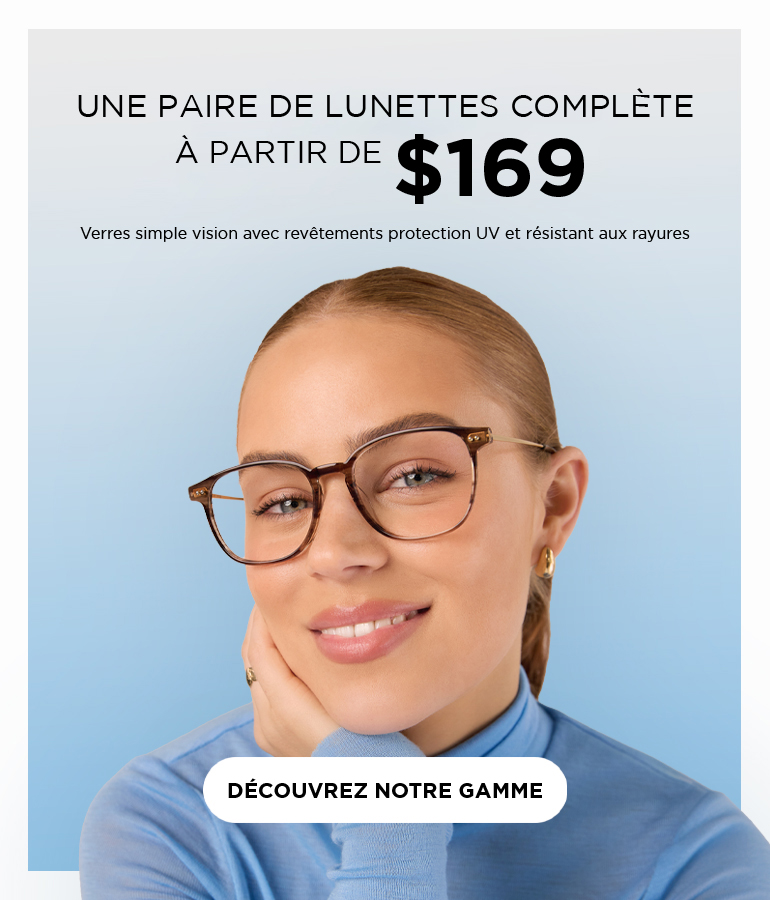 UNE PAIRE DE LUNETTES COMPLÈTE
À PARTIR DE $169
Verres simple vision avec revêtements protection UV et résistant aux rayures
DÉCOUVREZ NOTRE GAMME